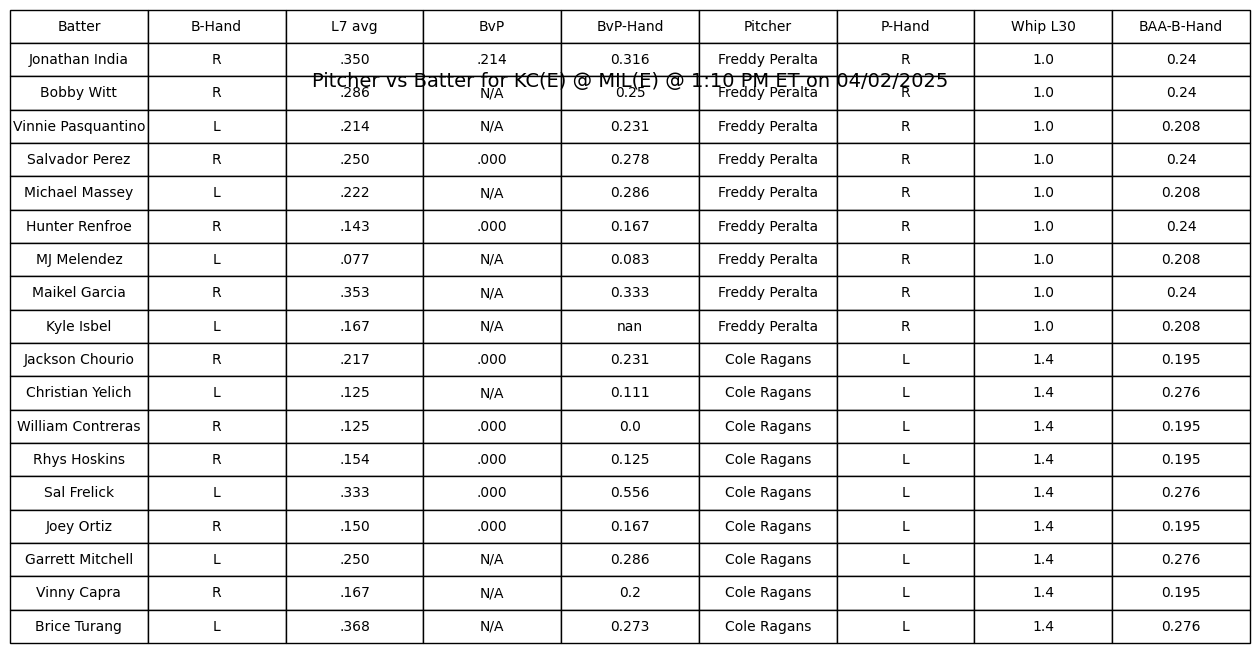 Batter B-Hand L7 avg BvP BvP-Hand Pitcher P-Hand Whip L30 BAA-B-Hand
Jonathan India R .350 .214 0.316 Freddy Peralta R 1.0 0.24
Pitcher vs Batter for KC(E) @ MIL(E) @ 1:10 PM ET on 04/02/2025
Bobby Witt R .286 N/A 0.25 Freddy Peralta R 1.0 0.24
Vinnie Pasquantino L .214 N/A 0.231 Freddy Peralta R 1.0 0.208
Salvador Perez R .250 .000 0.278 Freddy Peralta R 1.0 0.24
Michael Massey L .222 N/A 0.286 Freddy Peralta R 1.0 0.208
Hunter Renfroe R .143 .000 0.167 Freddy Peralta R 1.0 0.24
MJ Melendez L .077 N/A 0.083 Freddy Peralta R 1.0 0.208
Maikel Garcia R .353 N/A 0.333 Freddy Peralta R 1.0 0.24
Kyle Isbel L .167 N/A nan Freddy Peralta R 1.0 0.208
Jackson Chourio R .217 .000 0.231 Cole Ragans L 1.4 0.195
Christian Yelich L .125 N/A 0.111 Cole Ragans L 1.4 0.276
William Contreras R .125 .000 0.0 Cole Ragans L 1.4 0.195
Rhys Hoskins R .154 .000 0.125 Cole Ragans L 1.4 0.195
Sal Frelick L .333 .000 0.556 Cole Ragans L 1.4 0.276
Joey Ortiz R .150 .000 0.167 Cole Ragans L 1.4 0.195
Garrett Mitchell L .250 N/A 0.286 Cole Ragans L 1.4 0.276
Vinny Capra R .167 N/A 0.2 Cole Ragans L 1.4 0.195
Brice Turang L .368 N/A 0.273 Cole Ragans L 1.4 0.276